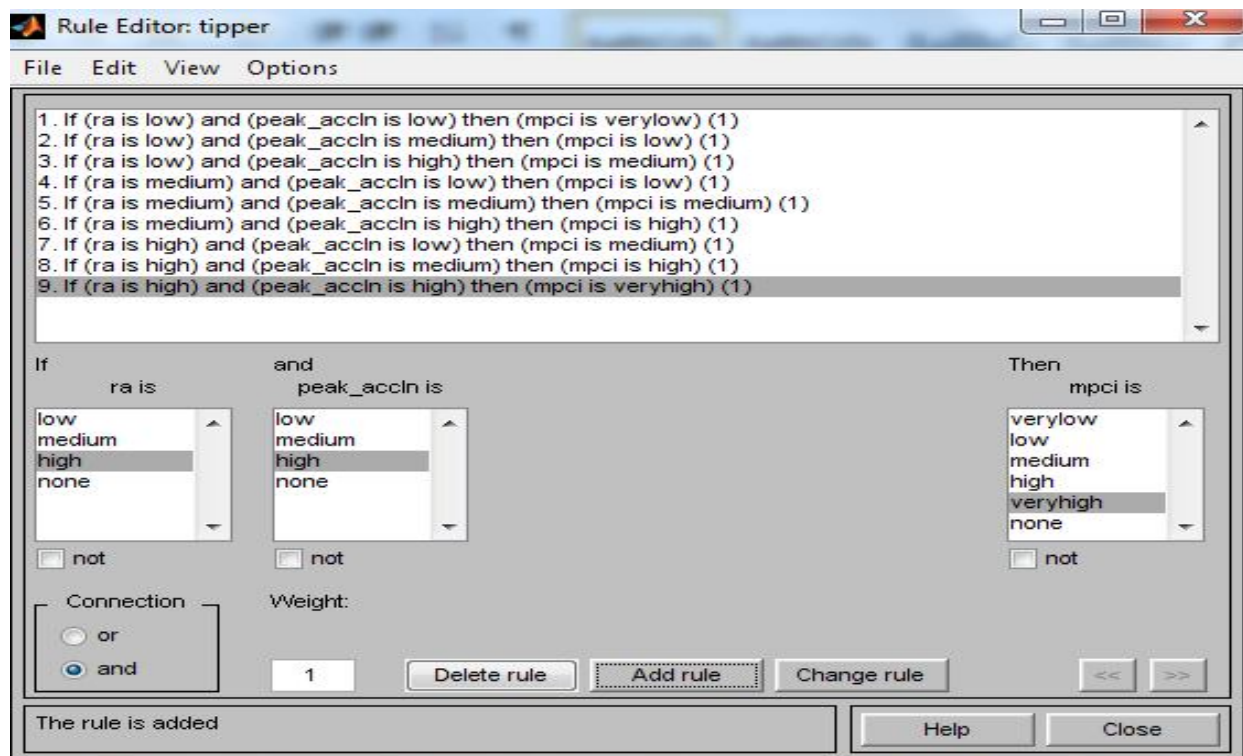 Rule Editor: tipper
File Edit View Options
1. If (ra is low) and (peak_accln is low) then (mpci is verylow) (1)
2. If (ra is low) and (peak_accln is medium) then (mpci is low) (1)
3. If (ra is low) and (peak_accln is high) then (mpci is medium) (1)
4. If (ra is medium) and (peak_accln is low) then (mpci is low) (1)
5. If (ra is medium) and (peak_accln is medium) then (mpci is medium) (1)
6. If (ra is medium) and (peak_accln is high) then (mpci is high) (1)
7. If (ra is high) and (peak_accln is low) then (mpci is medium) (1)
8. If (ra is high) and (peak_accln is medium) then (mpci is high) (1)
9. If (ra is high) and (peak_accln is high) then (mpci is veryhigh) (1)
If and Then
ra is peak_accln is mpci is
low low verylow
medium medium low
high high medium
none none high
veryhigh
none
not not not
Connection Weight:
or
and 1 Delete rule Add rule Change rule << >>
The rule is added Help Close